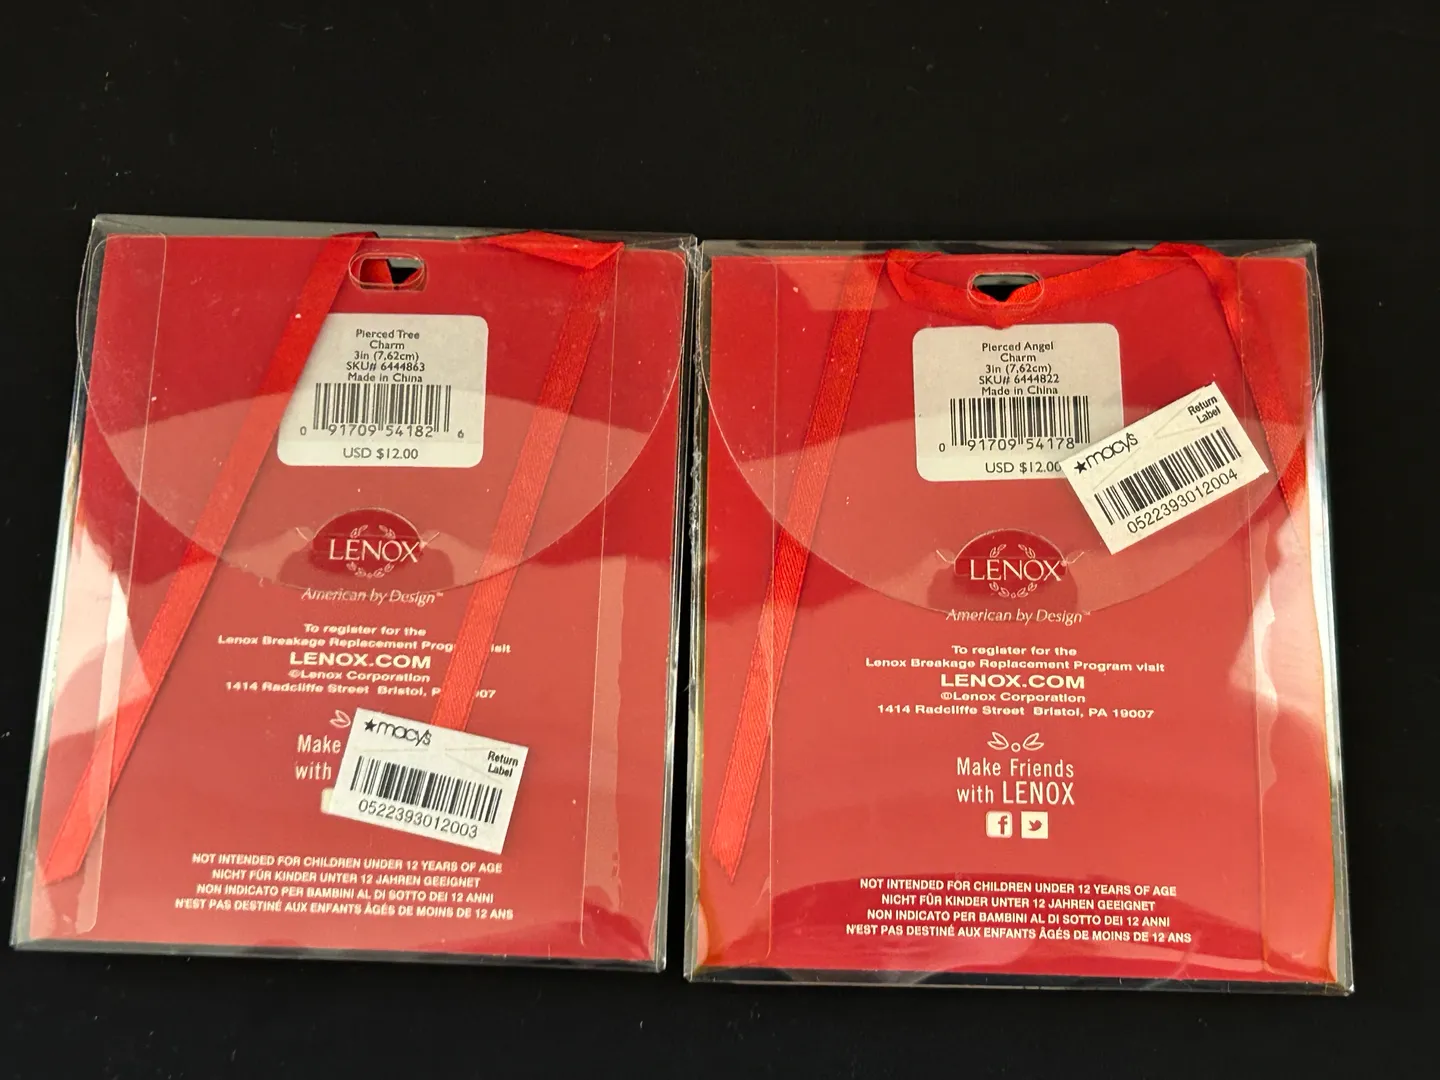 Pierced Tree
Charm
3in (7,62cm)
SKU# 6444863
Made in China
0 91709 54182 6
USD $12.00
LENOX
American by Design™
To register for the
Lenox Breakage Replacement
LENOX.COM
©Lenox Corporation
1414 Radcliffe Street Bristol,
Make
with
★macy's
Return
Label
0522393012003
NOT INTENDED FOR CHILDREN UNDER 12 YEARS OF AGE
NICHT FÜR KINDER UNTER 12 JAHREN GEEIGNET
NON INDICATO PER BAMBINI AL DI SOTTO DEI 12 ANNI
N'EST PAS DESTINÉ AUX ENFANTS ÂGÉS DE MOINS DE 12 ANS
Pierced Angel
Charm
3in (7,62cm)
SKU# 6444822
Made in China
0 91709 54178
USD $12.00
★macy's
Return
Label
0522393012004
LENOX
American by Design™
To register for the
Lenox Breakage Replacement Program visit
LENOX.COM
©Lenox Corporation
1414 Radcliffe Street Bristol, PA 19007
Make Friends
with LENOX
NOT INTENDED FOR CHILDREN UNDER 12 YEARS OF AGE
NICHT FÜR KINDER UNTER 12 JAHREN GEEIGNET
NON INDICATO PER BAMBINI AL DI SOTTO DEI 12 ANNI
N'EST PAS DESTINÉ AUX ENFANTS ÂGÉS DE MOINS DE 12 ANS